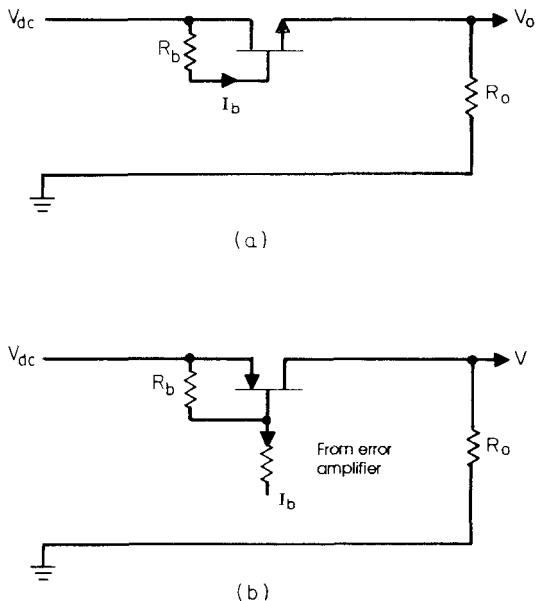 Vdc
Vo
Rb
Ib
Ro
(a)
Vdc
V
Rb
From error
amplifier
Ro
Ib
(b)